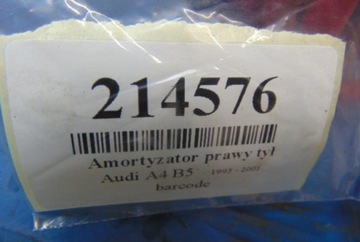 214576
Amortyzator prawy tył
Audi A4 B5 1995 - 2001
barcode